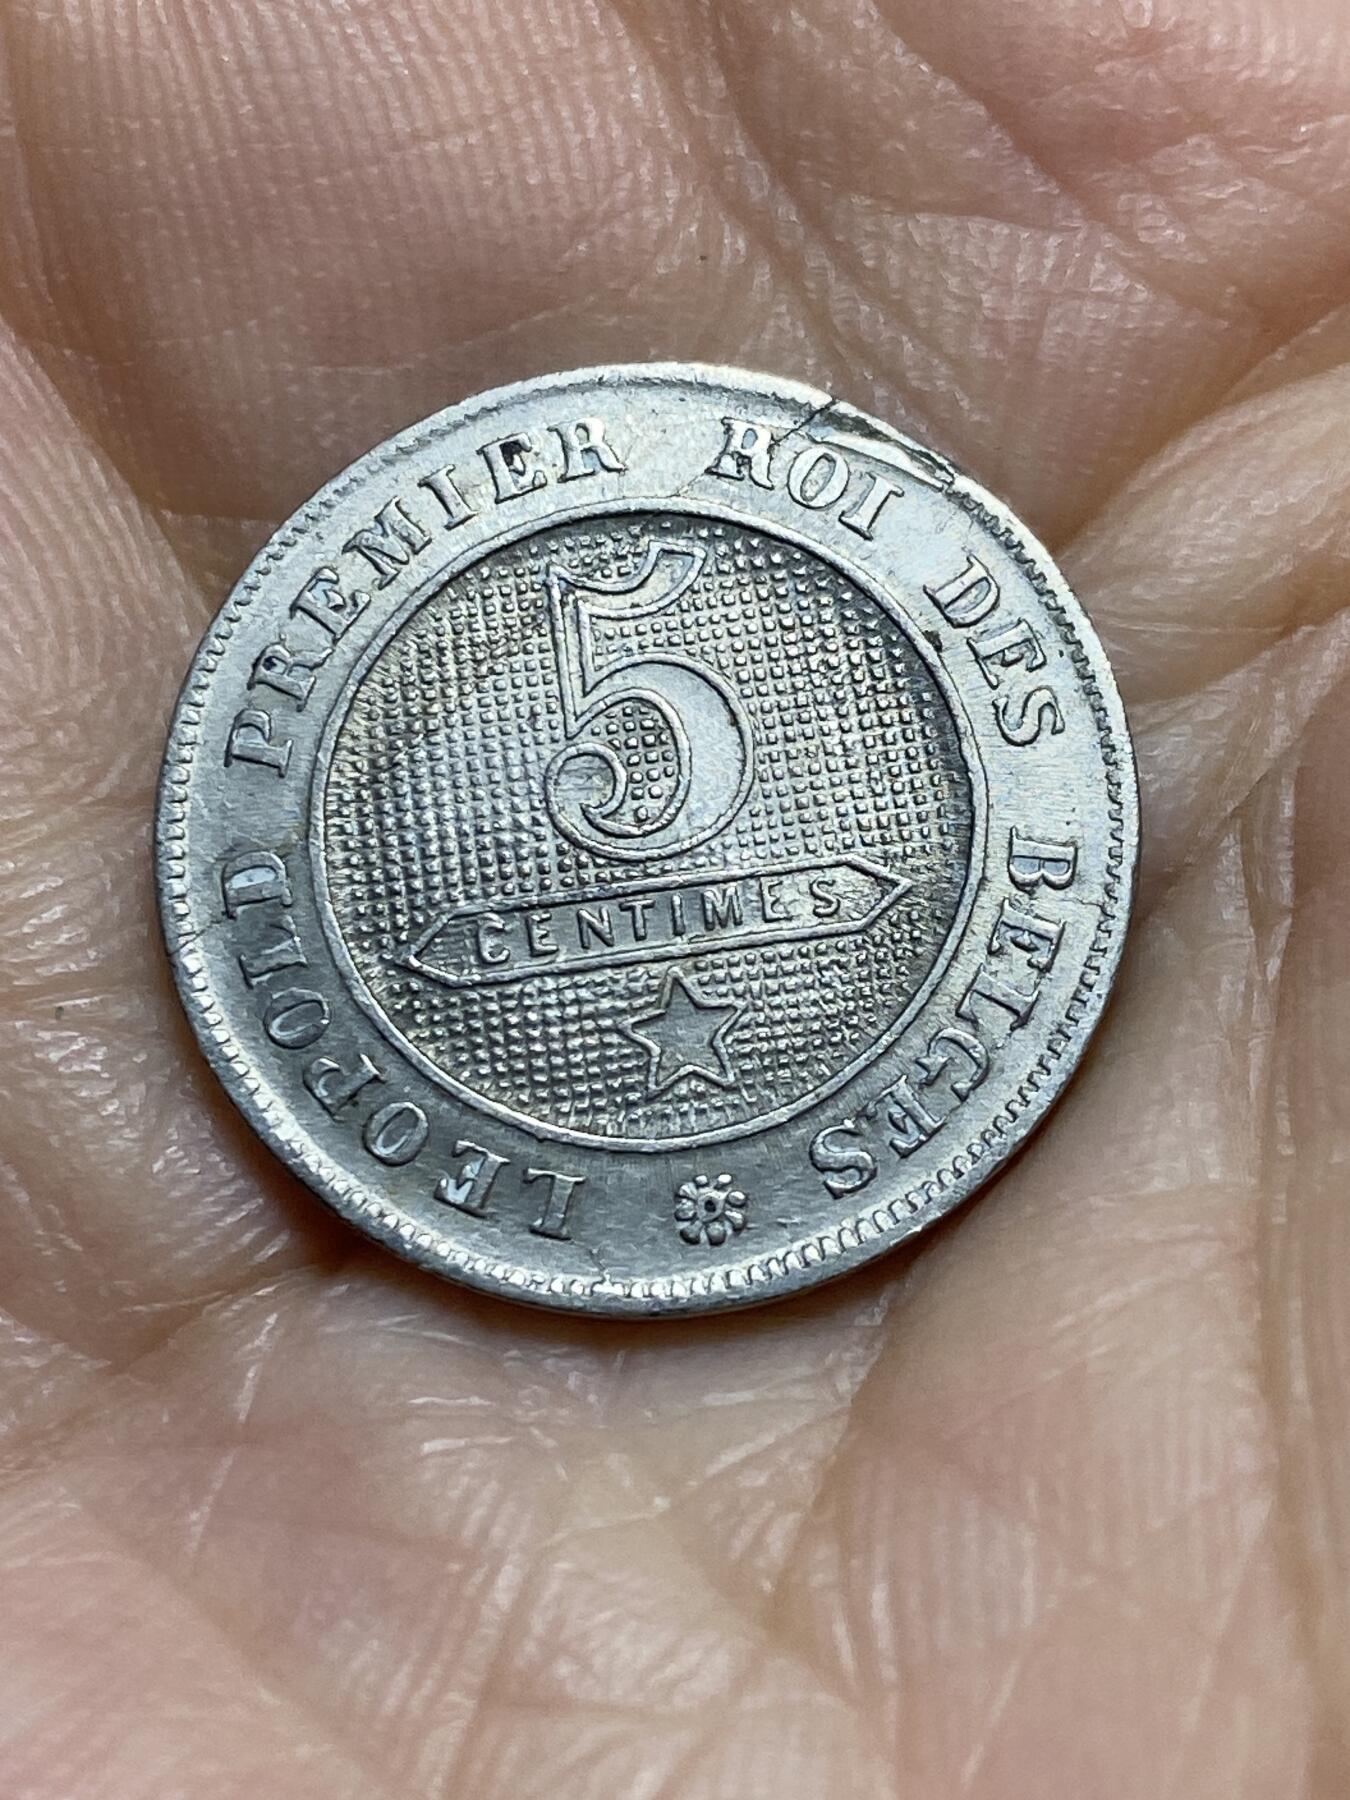 LEOPOLD PREMIER ROI DES BELGES
5
CENTIMES